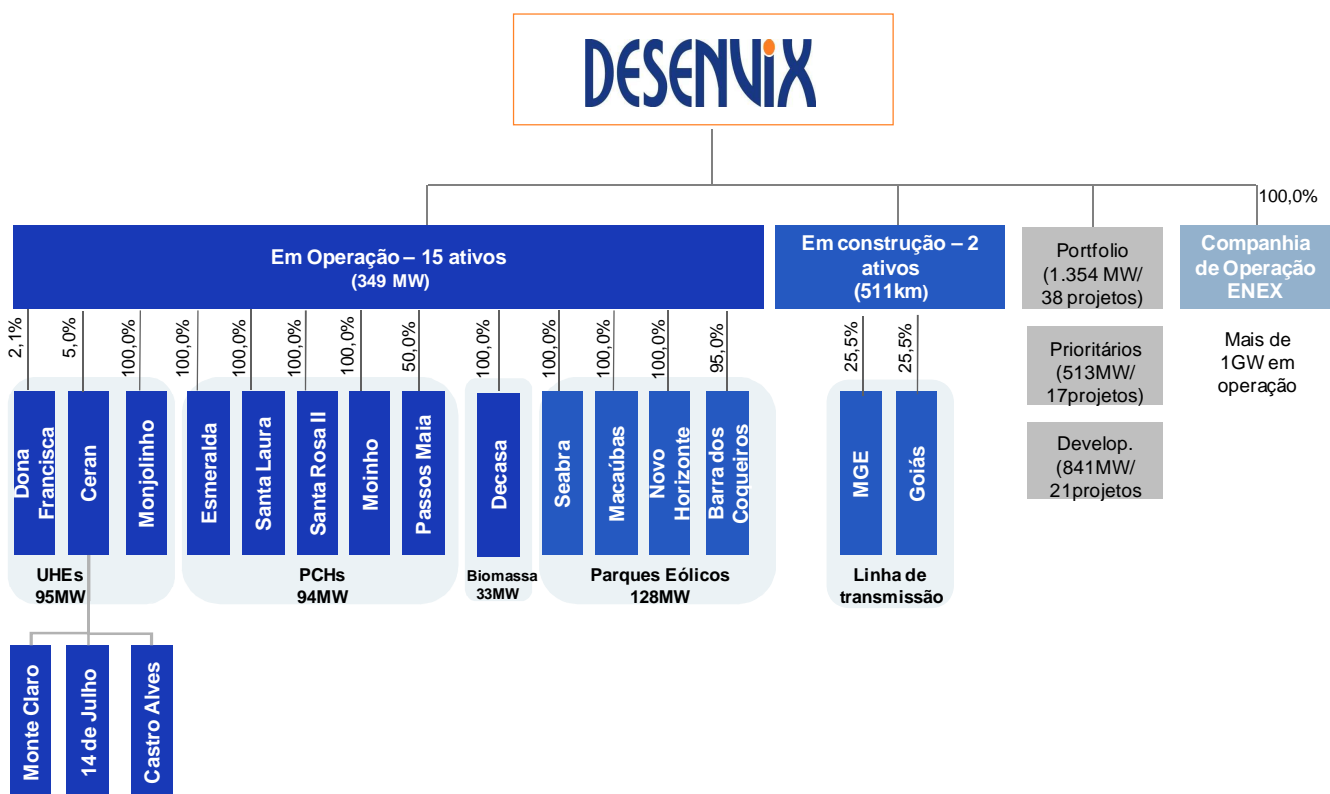 DESENVIX
100,0%
Em Operação – 15 ativos
(349 MW)
Em construção – 2
ativos
(511km)
Portfolio
(1.354 MW/
38 projetos)
Companhia
de Operação
ENEX
2,1%
5,0%
100,0%
100,0%
100,0%
100,0%
100,0%
50,0%
100,0%
100,0%
100,0%
100,0%
95,0%
25,5%
25,5%
Prioritários
(513MW/
17projetos)
Mais de
1GW em
operação
Dona
Francisca
Ceran
Monjolinho
Esmeralda
Santa Laura
Santa Rosa II
Moinho
Passos Maia
Decasa
Seabra
Macaúbas
Novo
Horizonte
Barra dos
Coqueiros
MGE
Goiás
Develop.
(841MW/
21projetos
UHEs
95MW
PCHs
94MW
Biomassa
33MW
Parques Eólicos
128MW
Linha de
transmissão
Monte Claro
14 de Julho
Castro Alves